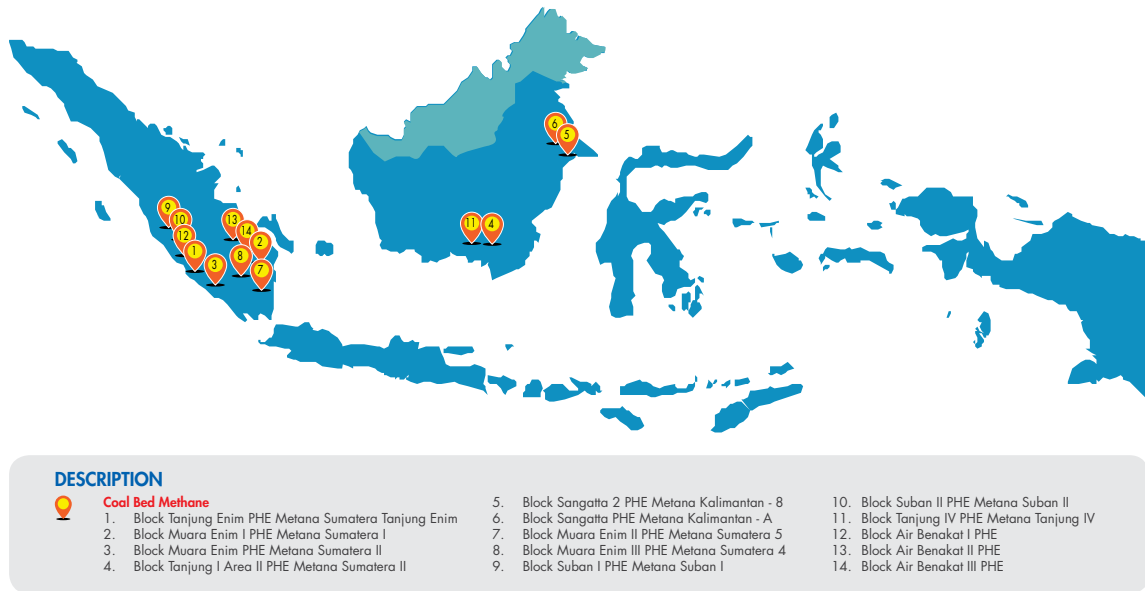 6
5
9
10
13
11
4
12
14
2
1
8
3
7
DESCRIPTION
Coal Bed Methane
1. Block Tanjung Enim PHE Metana Sumatera Tanjung Enim
2. Block Muara Enim I PHE Metana Sumatera I
3. Block Muara Enim PHE Metana Sumatera II
4. Block Tanjung I Area II PHE Metana Sumatera II
5. Block Sangatta 2 PHE Metana Kalimantan - 8
6. Block Sangatta PHE Metana Kalimantan - A
7. Block Muara Enim II PHE Metana Sumatera 5
8. Block Muara Enim III PHE Metana Sumatera 4
9. Block Suban I PHE Metana Suban I
10. Block Suban II PHE Metana Suban II
11. Block Tanjung IV PHE Metana Tanjung IV
12. Block Air Benakat I PHE
13. Block Air Benakat II PHE
14. Block Air Benakat III PHE